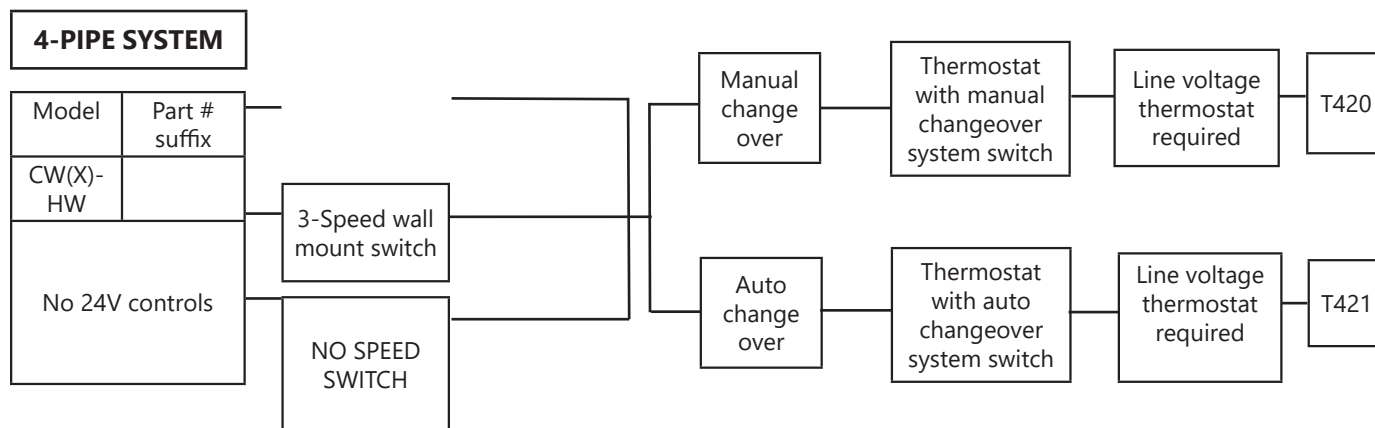 4-PIPE SYSTEM
Model
Part #
suffix
CW(X)-
HW
No 24V controls
3-Speed wall
mount switch
NO SPEED
SWITCH
Manual
change
over
Thermostat
with manual
changeover
system switch
Line voltage
thermostat
required
T420
Auto
change
over
Thermostat
with auto
changeover
system switch
Line voltage
thermostat
required
T421